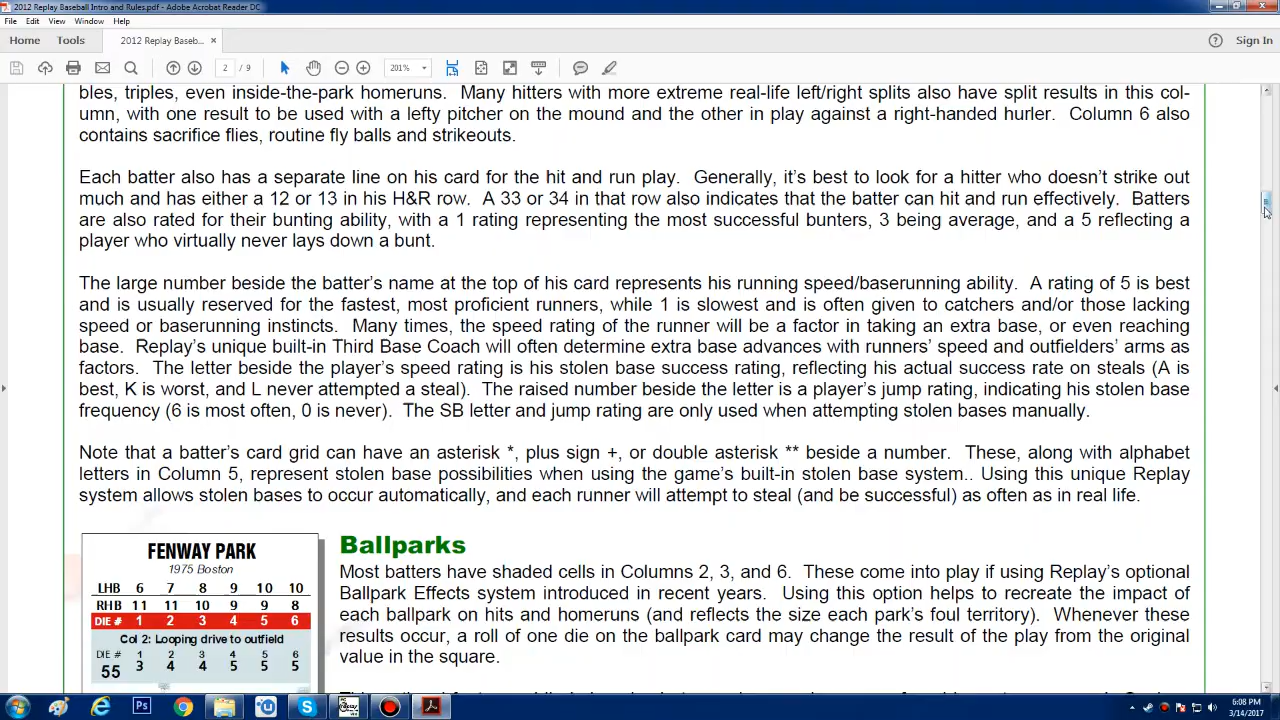 2012 Replay Baseball Intro and Rules.pdf - Adobe Acrobat Reader DC
File Edit View Window Help
Home Tools 2012 Replay Baseb... × Sign In
2 / 9 201%
bles, triples, even inside-the-park homeruns.  Many hitters with more extreme real-life left/right splits also have split results in this col-
umn, with one result to be used with a lefty pitcher on the mound and the other in play against a right-handed hurler.  Column 6 also
contains sacrifice flies, routine fly balls and strikeouts.
Each batter also has a separate line on his card for the hit and run play.  Generally, it's best to look for a hitter who doesn't strike out
much and has either a 12 or 13 in his H&R row.  A 33 or 34 in that row also indicates that the batter can hit and run effectively.  Batters
are also rated for their bunting ability, with a 1 rating representing the most successful bunters, 3 being average, and a 5 reflecting a
player who virtually never lays down a bunt.
The large number beside the batter's name at the top of his card represents his running speed/baserunning ability.  A rating of 5 is best
and is usually reserved for the fastest, most proficient runners, while 1 is slowest and is often given to catchers and/or those lacking
speed or baserunning instincts.  Many times, the speed rating of the runner will be a factor in taking an extra base, or even reaching
base.  Replay's unique built-in Third Base Coach will often determine extra base advances with runners' speed and outfielders' arms as
factors.  The letter beside the player's speed rating is his stolen base success rating, reflecting his actual success rate on steals (A is
best, K is worst, and L never attempted a steal).  The raised number beside the letter is a player's jump rating, indicating his stolen base
frequency (6 is most often, 0 is never).  The SB letter and jump rating are only used when attempting stolen bases manually.
Note that a batter's card grid can have an asterisk *, plus sign +, or double asterisk ** beside a number.  These, along with alphabet
letters in Column 5, represent stolen base possibilities when using the game's built-in stolen base system..  Using this unique Replay
system allows stolen bases to occur automatically, and each runner will attempt to steal (and be successful) as often as in real life.
FENWAY PARK
1975 Boston
LHB 6 7 8 9 10 10
RHB 11 11 10 9 9 8
DIE # 1 2 3 4 5 6
Col 2: Looping drive to outfield
DIE # 1 2 3 4 5 6
55 3 4 4 5 5 5
Ballparks
Most batters have shaded cells in Columns 2, 3, and 6.  These come into play if using Replay's optional
Ballpark Effects system introduced in recent years.  Using this option helps to recreate the impact of
each ballpark on hits and homeruns (and reflects the size each park's foul territory).  Whenever these
results occur, a roll of one die on the ballpark card may change the result of the play from the original
value in the square.
6:08 PM
3/14/2017